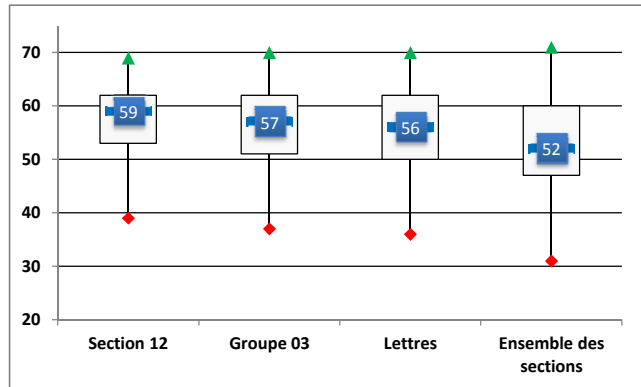 70
60
50
40
30
20
59
57
56
52
Section 12
Groupe 03
Lettres
Ensemble des
sections